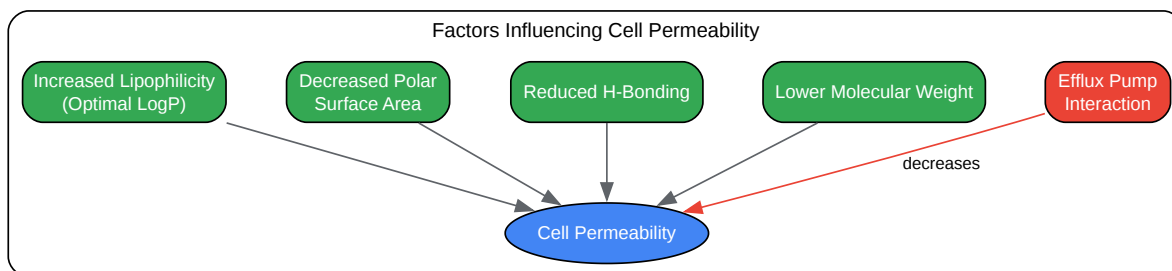 Factors Influencing Cell Permeability
Increased Lipophilicity
(Optimal LogP)
Decreased Polar
Surface Area
Reduced H-Bonding
Lower Molecular Weight
Efflux Pump
Interaction
decreases
Cell Permeability